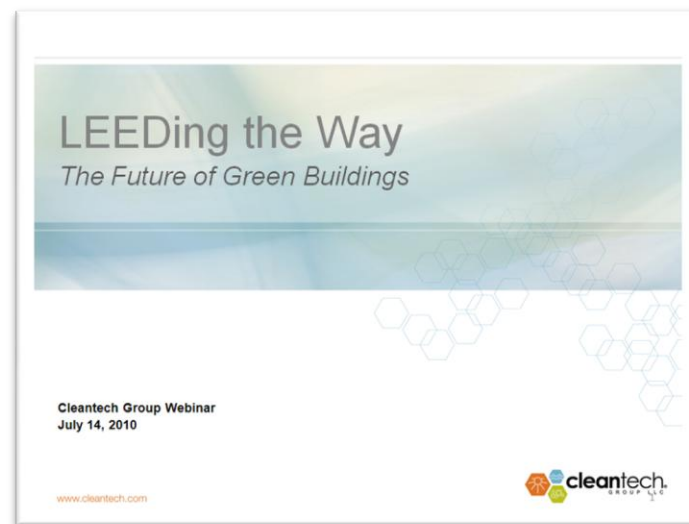 LEEDing the Way
The Future of Green Buildings
Cleantech Group Webinar
July 14, 2010
www.cleantech.com
cleantech.
GROUP LLC
1